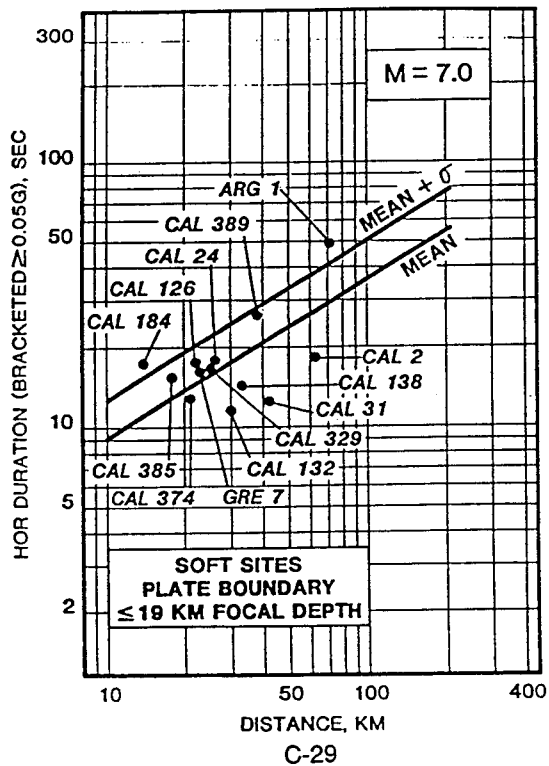 HOR DURATION (BRACKETED≥0.05G), SEC
300
100
50
10
5
2
M = 7.0
ARG 1
MEAN + σ
CAL 389
CAL 24
MEAN
CAL 126
CAL 184
CAL 2
CAL 138
CAL 31
CAL 329
CAL 385
CAL 132
CAL 374
GRE 7
SOFT SITES
PLATE BOUNDARY
≤19 KM FOCAL DEPTH
10
50
100
400
DISTANCE, KM
C-29